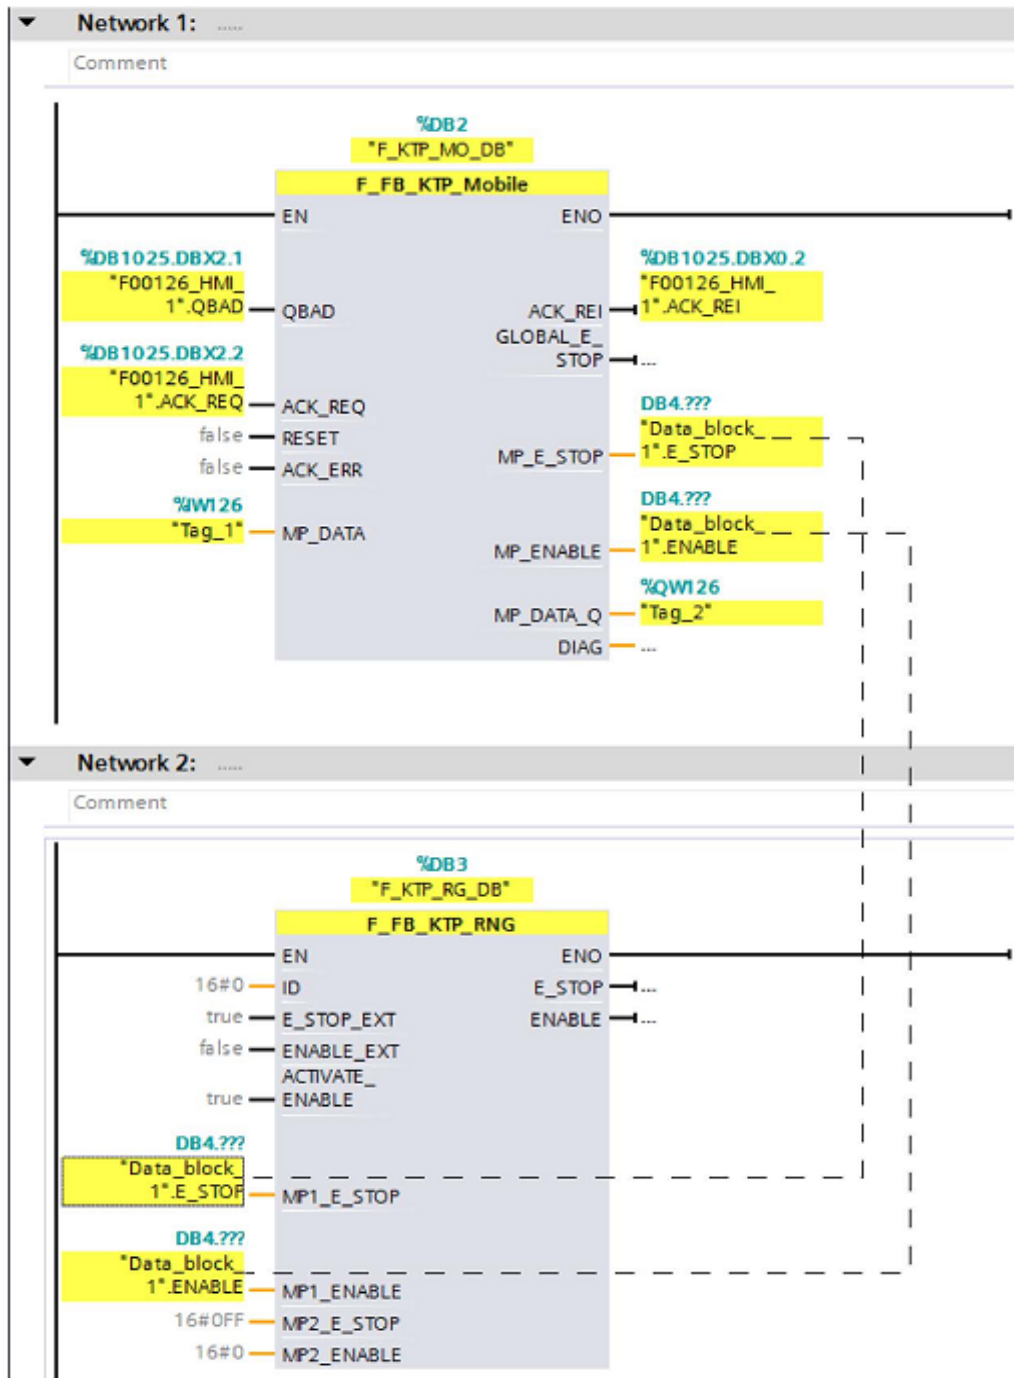 Network 1: .....
Comment
%DB2
"F_KTP_MO_DB"
F_FB_KTP_Mobile
EN ENO
%DB1025.DBX2.1
"F00126_HMI_
1".QBAD QBAD
%DB1025.DBX0.2
"F00126_HMI_
ACK_REI 1".ACK_REI
GLOBAL_E_
STOP ...
%DB1025.DBX2.2
"F00126_HMI_
1".ACK_REQ ACK_REQ
false RESET
false ACK_ERR
DB4.???
"Data_block_
MP_E_STOP 1".E_STOP
%IW126
"Tag_1" MP_DATA
DB4.???
"Data_block_
MP_ENABLE 1".ENABLE
%QW126
MP_DATA_Q "Tag_2"
DIAG ...
Network 2: .....
Comment
%DB3
"F_KTP_RG_DB"
F_FB_KTP_RNG
EN ENO
16#0 ID E_STOP ...
true E_STOP_EXT ENABLE ...
false ENABLE_EXT
ACTIVATE_
true ENABLE
DB4.???
"Data_block_
1".E_STOP MP1_E_STOP
DB4.???
"Data_block_
1".ENABLE MP1_ENABLE
16#0FF MP2_E_STOP
16#0 MP2_ENABLE